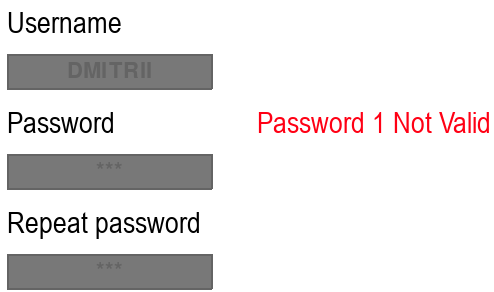 Username
DMITRII
Password
Password 1 Not Valid
***
Repeat password
***